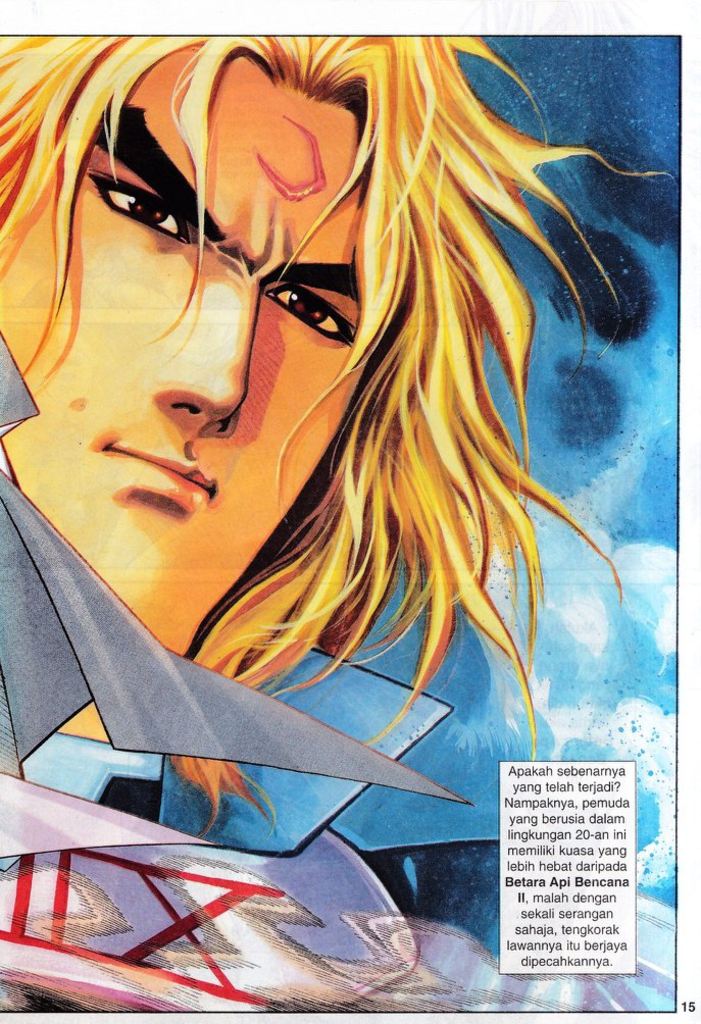 Apakah sebenarnya
yang telah terjadi?
Nampaknya, pemuda
yang berusia dalam
lingkungan 20-an ini
memiliki kuasa yang
lebih hebat daripada
Betara Api Bencana
II, malah dengan
sekali serangan
sahaja, tengkorak
lawannya itu berjaya
dipecahkannya.
IX
15